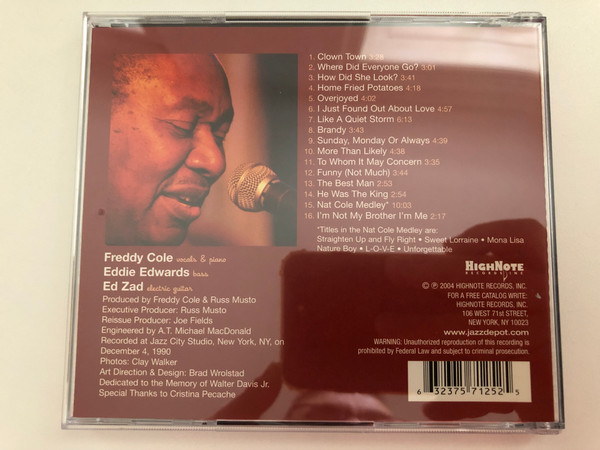 1. Clown Town 3:28
2. Where Did Everyone Go? 3:01
3. How Did She Look? 3:41
4. Home Fried Potatoes 4:18
5. Overjoyed 4:02
6. I Just Found Out About Love 4:57
7. Like A Quiet Storm 6:13
8. Brandy 3:43
9. Sunday, Monday Or Always 4:39
10. More Than Likely 4:38
11. To Whom It May Concern 3:35
12. Funny (Not Much) 3:44
13. The Best Man 2:53
14. He Was The King 2:54
15. Nat Cole Medley* 10:03
16. I'm Not My Brother I'm Me 2:17
*Titles in the Nat Cole Medley are:
Straighten Up and Fly Right • Sweet Lorraine • Mona Lisa
Nature Boy • L-O-V-E • Unforgettable
Freddy Cole vocals & piano
Eddie Edwards bass
Ed Zad electric guitar
Produced by Freddy Cole & Russ Musto
Executive Producer: Russ Musto
Reissue Producer: Joe Fields
Engineered by A.T. Michael MacDonald
Recorded at Jazz City Studio, New York, NY, on
December 4, 1990
Photos: Clay Walker
Art Direction & Design: Brad Wrolstad
Dedicated to the Memory of Walter Davis Jr.
Special Thanks to Cristina Pecache
HIGHNOTE
RECORDS, INC.
© ℗ 2004 HIGHNOTE RECORDS, INC.
FOR A FREE CATALOG WRITE:
HIGHNOTE RECORDS, INC.
106 WEST 71st STREET,
NEW YORK, NY 10023
www.jazzdepot.com
WARNING: Unauthorized reproduction of this recording is
prohibited by Federal Law and subject to criminal prosecution.
6 32375 71252 5